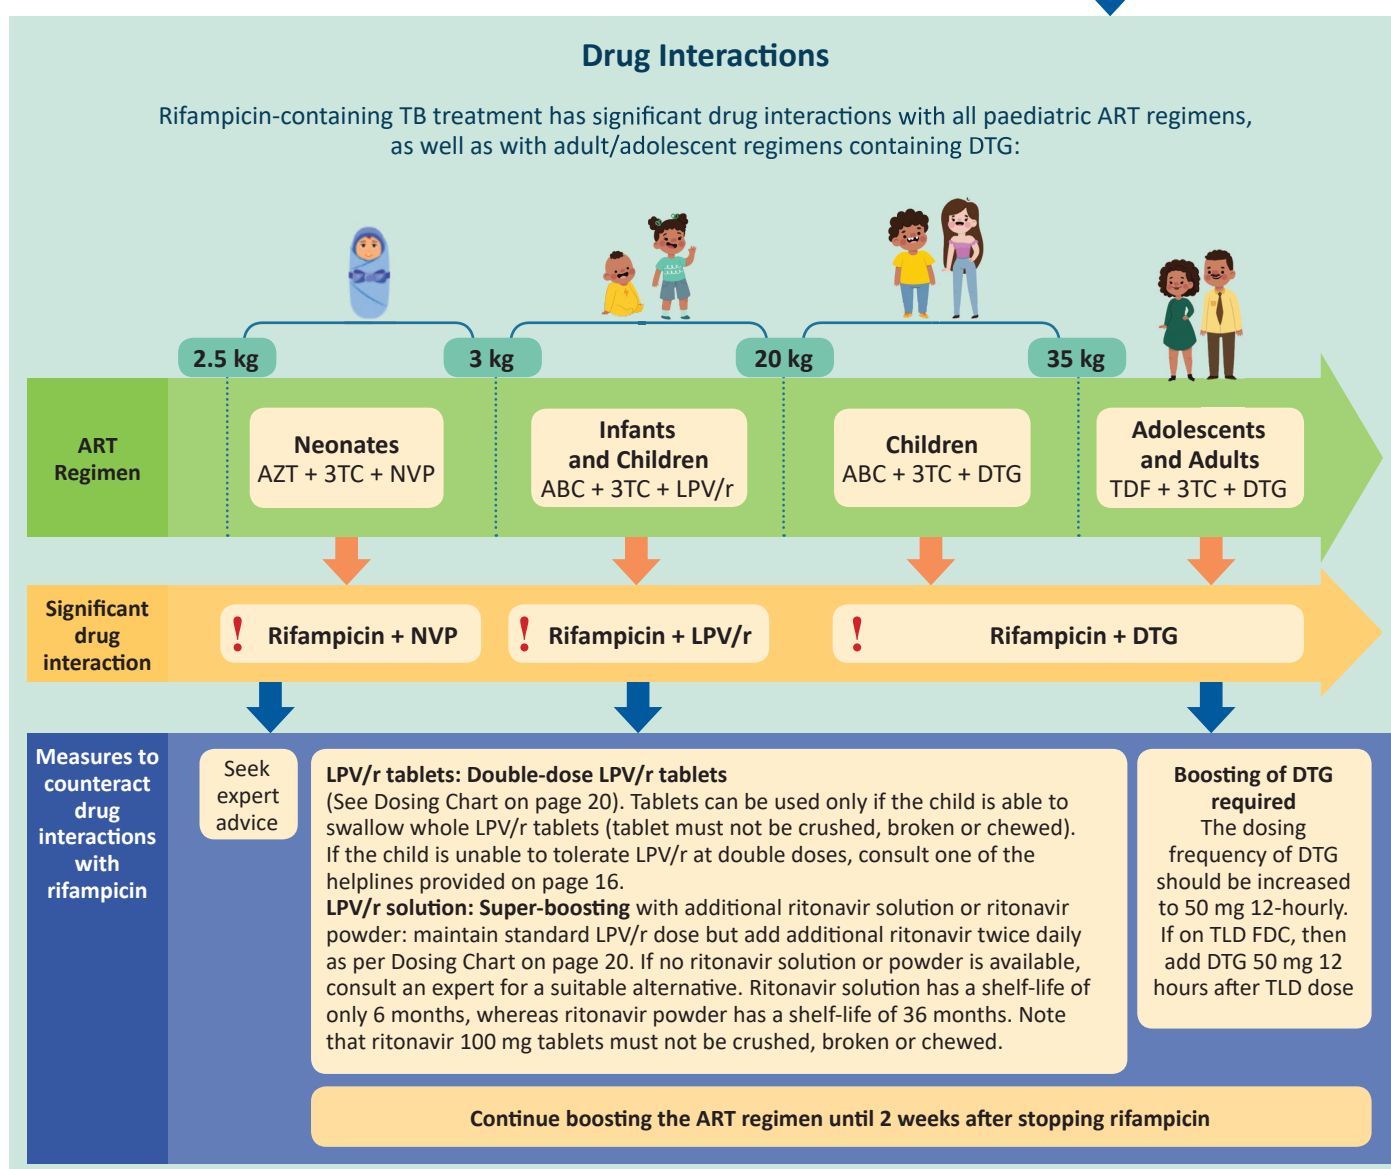 Drug Interactions
Rifampicin-containing TB treatment has significant drug interactions with all paediatric ART regimens,
as well as with adult/adolescent regimens containing DTG:
2.5 kg
3 kg
20 kg
35 kg
ART
Regimen
Neonates
AZT + 3TC + NVP
Infants
and Children
ABC + 3TC + LPV/r
Children
ABC + 3TC + DTG
Adolescents
and Adults
TDF + 3TC + DTG
Significant
drug
interaction
! Rifampicin + NVP
! Rifampicin + LPV/r
! Rifampicin + DTG
Measures to
counteract
drug
interactions
with
rifampicin
Seek
expert
advice
LPV/r tablets: Double-dose LPV/r tablets
(See Dosing Chart on page 20). Tablets can be used only if the child is able to
swallow whole LPV/r tablets (tablet must not be crushed, broken or chewed).
If the child is unable to tolerate LPV/r at double doses, consult one of the
helplines provided on page 16.
LPV/r solution: Super-boosting with additional ritonavir solution or ritonavir
powder: maintain standard LPV/r dose but add additional ritonavir twice daily
as per Dosing Chart on page 20. If no ritonavir solution or powder is available,
consult an expert for a suitable alternative. Ritonavir solution has a shelf-life of
only 6 months, whereas ritonavir powder has a shelf-life of 36 months. Note
that ritonavir 100 mg tablets must not be crushed, broken or chewed.
Boosting of DTG
required
The dosing
frequency of DTG
should be increased
to 50 mg 12-hourly.
If on TLD FDC, then
add DTG 50 mg 12
hours after TLD dose
Continue boosting the ART regimen until 2 weeks after stopping rifampicin